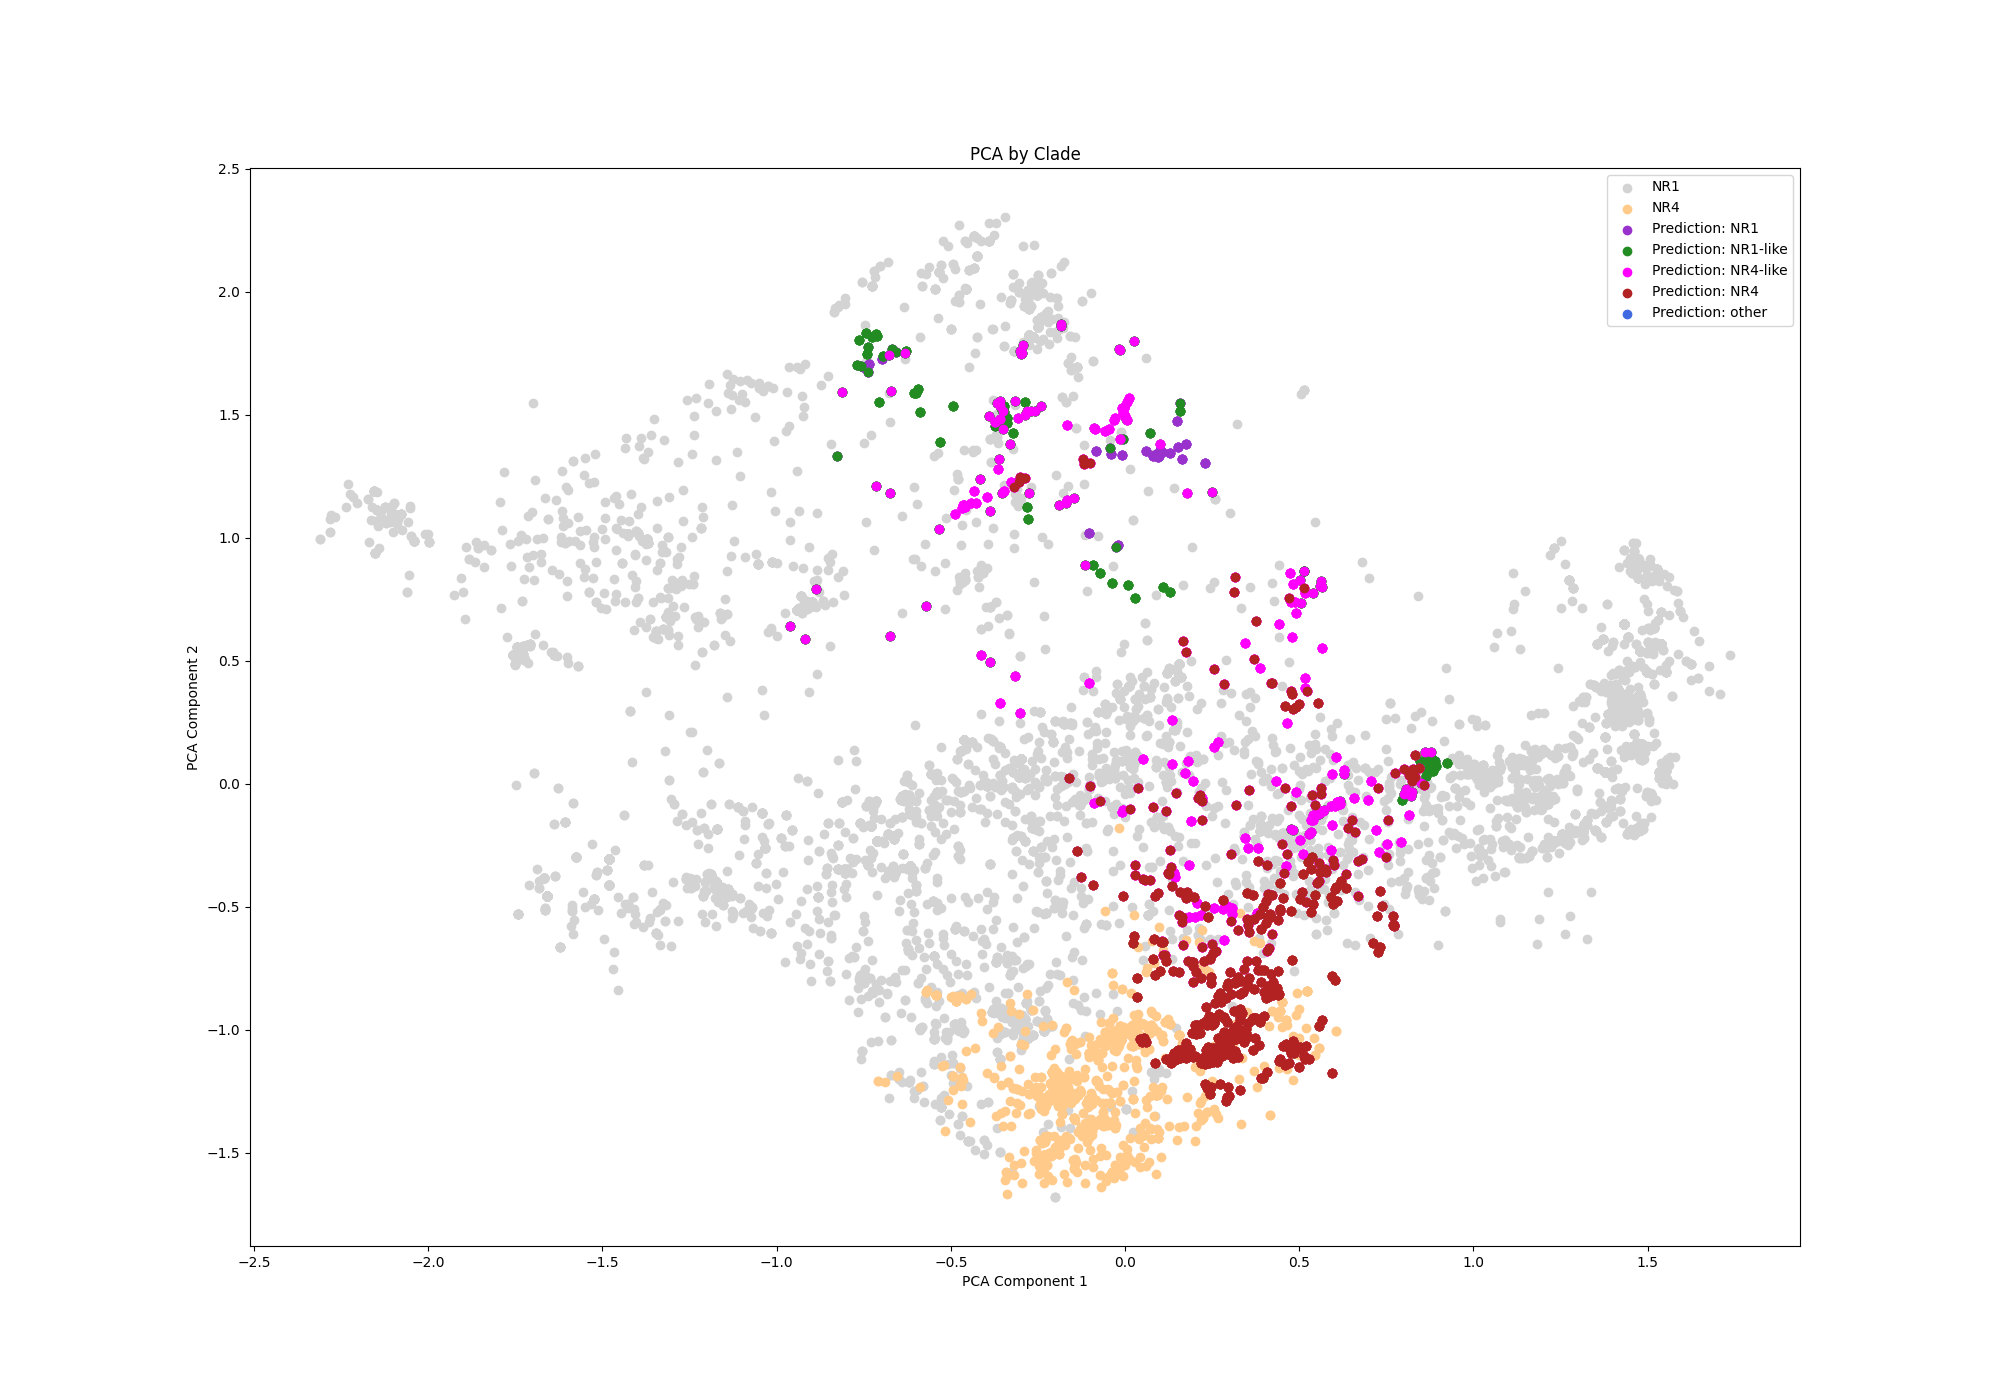 PCA by Clade
2.5
2.0
1.5
1.0
0.5
0.0
−0.5
−1.0
−1.5
PCA Component 2
−2.5
−2.0
−1.5
−1.0
−0.5
0.0
0.5
1.0
1.5
PCA Component 1
NR1
NR4
Prediction: NR1
Prediction: NR1-like
Prediction: NR4-like
Prediction: NR4
Prediction: other